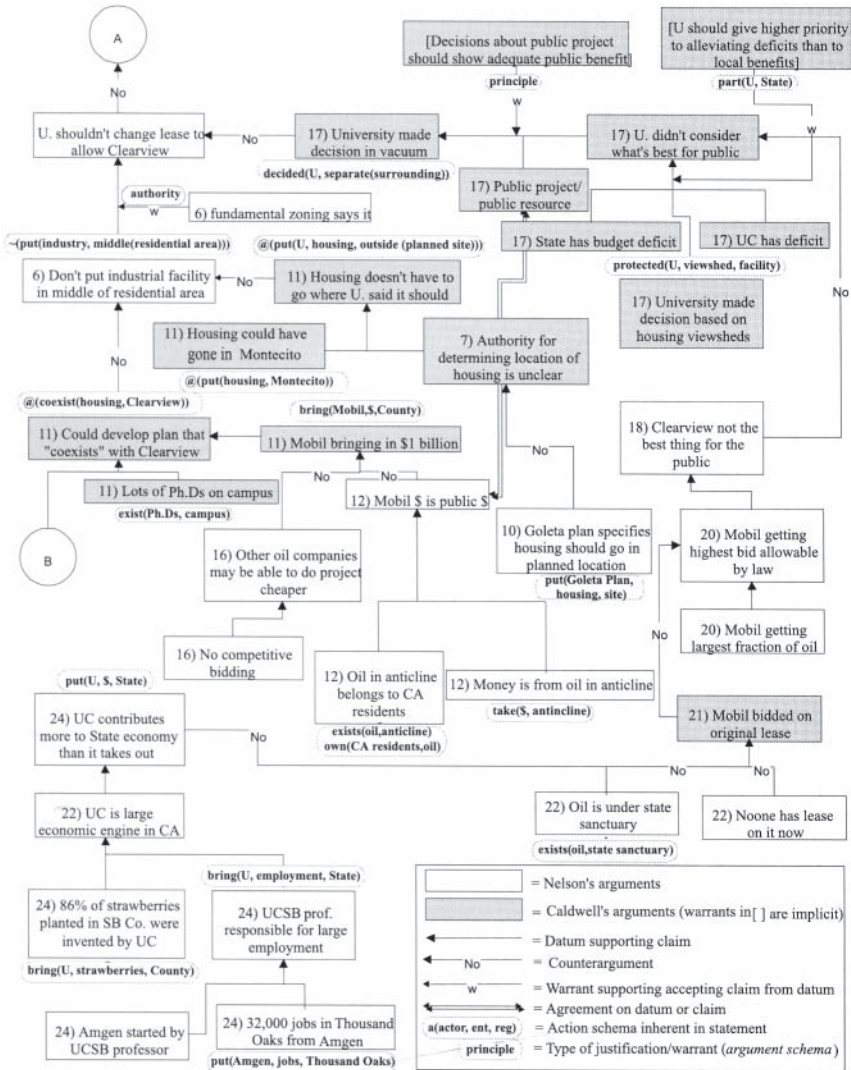 A
[Decisions about public project
should show adequate public benefit]
principle
[U should give higher priority
to alleviating deficits than to
local benefits]
part(U, State)
No
w
w
U. shouldn't change lease to
allow Clearview
No
17) University made
decision in vacuum
decided(U, separate(surrounding))
17) U. didn't consider
what's best for public
authority
w
6) fundamental zoning says it
17) Public project/
public resource
~(put(industry, middle(residential area)))
@(put(U, housing, outside (planned site)))
17) State has budget deficit
17) UC has deficit
protected(U, viewshed, facility)
6) Don't put industrial facility
in middle of residential area
No
11) Housing doesn't have to
go where U. said it should
17) University made
decision based on
housing viewsheds
No
11) Housing could have
gone in Montecito
@(put(housing, Montecito))
7) Authority for
determining location of
housing is unclear
No
@(coexist(housing, Clearview))
bring(Mobil,$,County)
11) Could develop plan that
"coexists" with Clearview
11) Mobil bringing in $1 billion
No
18) Clearview not the
best thing for the
public
No
No
11) Lots of Ph.Ds on campus
exist(Ph.Ds, campus)
12) Mobil $ is public $
B
16) Other oil companies
may be able to do project
cheaper
10) Goleta plan specifies
housing should go in
planned location
put(Goleta Plan,
housing, site)
20) Mobil getting
highest bid allowable
by law
No
16) No competitive
bidding
12) Oil in anticline
belongs to CA
residents
exists(oil,anticline)
own(CA residents,oil)
12) Money is from oil in anticline
take($, antincline)
20) Mobil getting
largest fraction of oil
put(U, $, State)
24) UC contributes
more to State economy
than it takes out
No
21) Mobil bidded on
original lease
No
No
22) UC is large
economic engine in CA
22) Oil is under state
sanctuary
exists(oil,state sanctuary)
22) Noone has lease
on it now
bring(U, employment, State)
24) 86% of strawberries
planted in SB Co. were
invented by UC
bring(U, strawberries, County)
24) UCSB prof.
responsible for large
employment
24) Amgen started by
UCSB professor
24) 32,000 jobs in Thousand
Oaks from Amgen
put(Amgen, jobs, Thousand Oaks)
= Nelson's arguments
= Caldwell's arguments (warrants in[ ] are implicit)
= Datum supporting claim
No = Counterargument
w = Warrant supporting accepting claim from datum
= Agreement on datum or claim
a(actor, ent, reg) = Action schema inherent in statement
principle = Type of justification/warrant (argument schema)